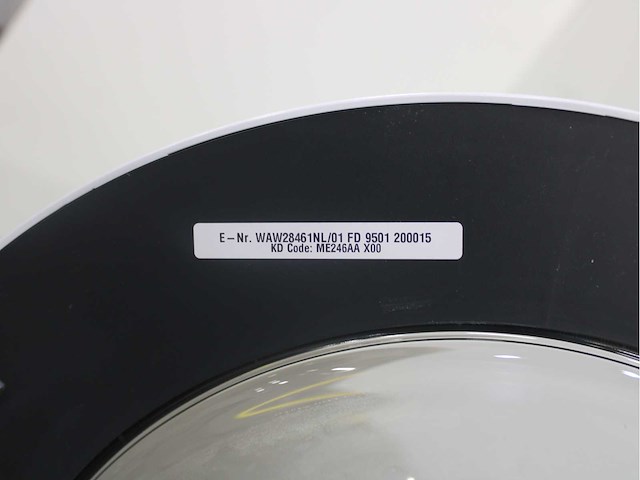 E-Nr. WAW28461NL/01 FD 9501 200015
KD Code: ME246AA X00